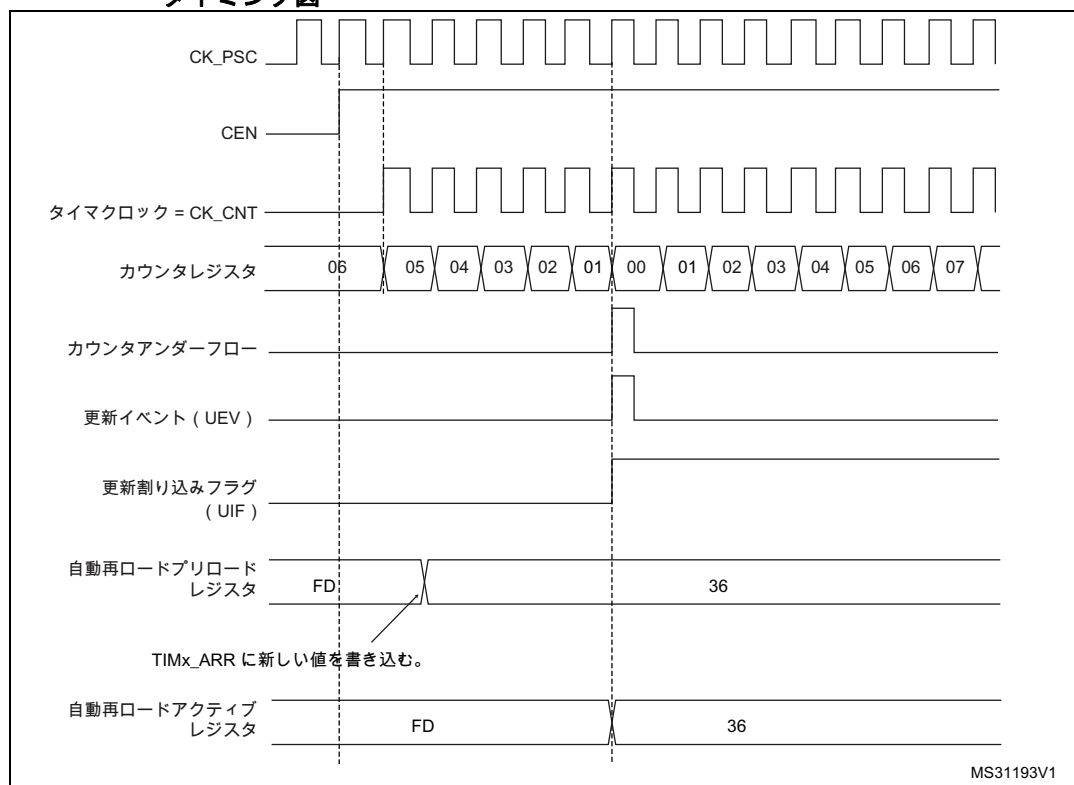 タイミング図
CK_PSC
CEN
タイマクロック = CK_CNT
カウンタレジスタ 06 05 04 03 02 01 00 01 02 03 04 05 06 07
カウンタアンダーフロー
更新イベント ( UEV )
更新割り込みフラグ
( UIF )
自動再ロードプリロード
レジスタ FD 36
TIMx_ARR に新しい値を書き込む。
自動再ロードアクティブ
レジスタ FD 36
MS31193V1